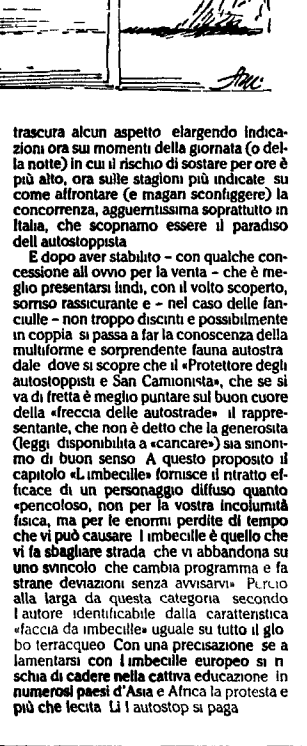 trascura alcun aspetto elargendo indica-
zioni ora sui momenti della giornata (o del-
la notte) in cui il rischio di sostare per ore è
più alto, ora sulle stagioni più indicate su
come affrontare (e magari sconfiggere) la
concorrenza, agguerritissima soprattutto in
Italia, che scopriamo essere il paradiso
dell autostoppista
E dopo aver stabilito - con qualche con-
cessione all ovvio per la verita - che è me-
glio presentarsi lindi, con il volto scoperto,
sorriso rassicurante e - nel caso delle fan-
ciulle - non troppo discinti e possibilmente
in coppia si passa a far la conoscenza della
multiforme e sorprendente fauna autostra
dale dove si scopre che il «Protettore degli
autostoppisti e San Camionista», che se si
va di fretta è meglio puntare sul buon cuore
della «freccia delle autostrade» il rappre-
sentante, che non è detto che la generosita
(leggi disponibilita a «caricare») sia sinoni-
mo di buon senso A questo proposito il
capitolo «L imbecille» fornisce il ritratto ef-
ficace di un personaggio diffuso quanto
«pericoloso, non per la vostra incolumità
fisica, ma per le enormi perdite di tempo
che vi può causare L imbecille è quello che
vi fa sbagliare strada che vi abbandona su
uno svincolo che cambia programma e fa
strane deviazioni senza avvisarvi» Perciò
alla larga da questa categoria secondo
l autore identificabile dalla caratteristica
«faccia da imbecille» uguale su tutto il glo
bo terracqueo Con una precisazione se a
lamentarsi con l imbecille europeo si ri
schia di cadere nella cattiva educazione in
numerosi paesi d'Asia e Africa la protesta e
più che lecita Lì l autostop si paga